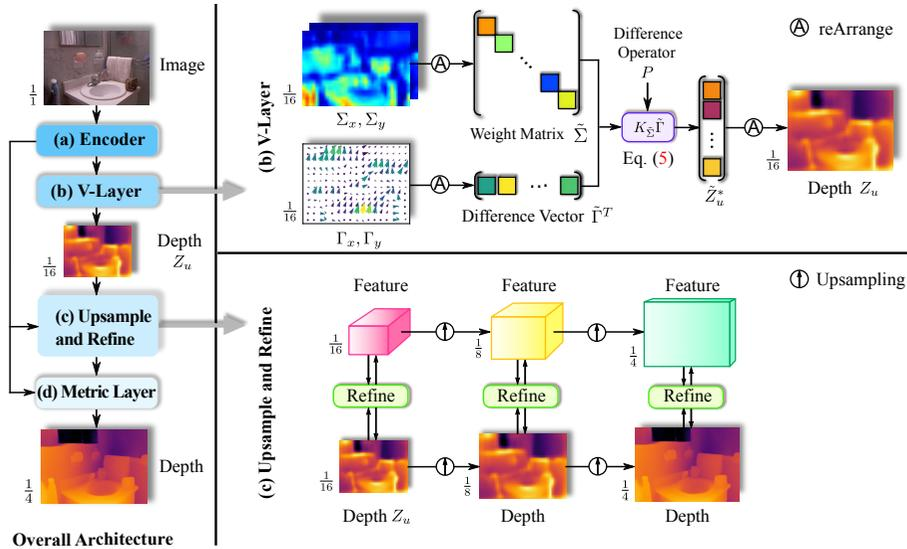 Image
1/1
(a) Encoder
(b) V-Layer
1/16
Depth
Z_u
(c) Upsample
and Refine
(d) Metric Layer
1/4
Depth
Overall Architecture
(b) V-Layer
1/16
Σ_x, Σ_y
A
Weight Matrix Σ̃
1/16
Γ_x, Γ_y
A
Difference Vector Γ̃^T
Difference
Operator
P
K_Σ̃ Γ̃
Eq. (5)
Z̃_u^*
A
A reArrange
1/16
Depth Z_u
(c) Upsample and Refine
Upsampling
Feature Feature Feature
1/16 1/8 1/4
Refine Refine Refine
1/16 1/8 1/4
Depth Z_u Depth Depth